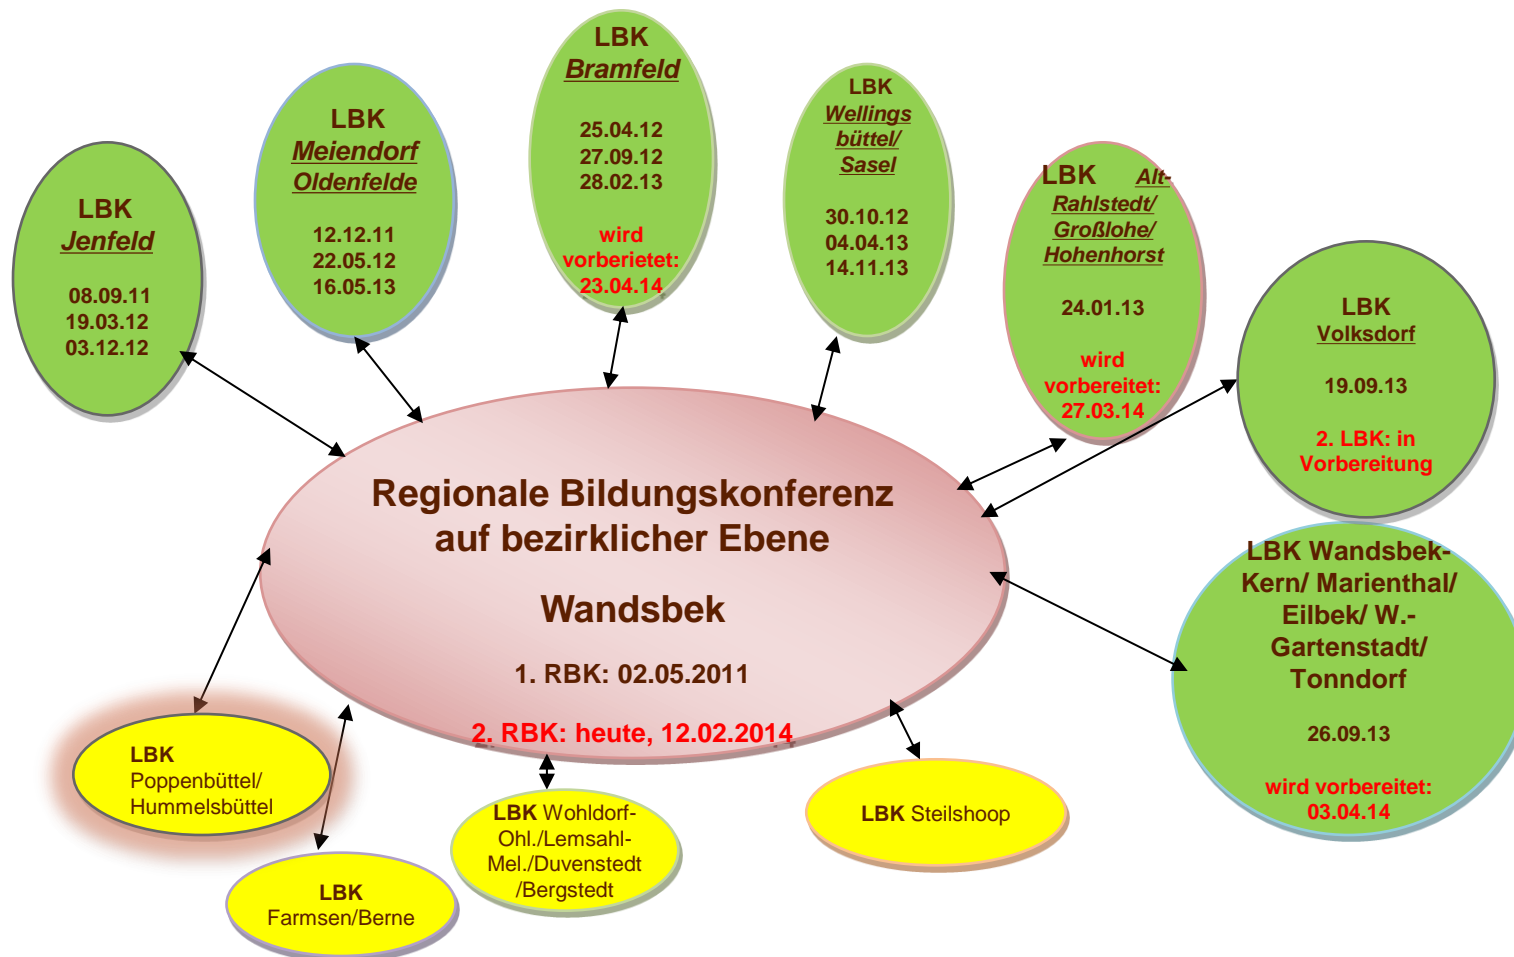 LBK
Jenfeld
08.09.11
19.03.12
03.12.12
LBK
Meiendorf
Oldenfelde
12.12.11
22.05.12
16.05.13
LBK
Bramfeld
25.04.12
27.09.12
28.02.13
wird
vorberietet:
23.04.14
LBK
Wellings
büttel/
Sasel
30.10.12
04.04.13
14.11.13
LBK Alt-
Rahlstedt/
Großlohe/
Hohenhorst
24.01.13
wird
vorbereitet:
27.03.14
LBK
Volksdorf
19.09.13
2. LBK: in
Vorbereitung
LBK Wandsbek-
Kern/ Marienthal/
Eilbek/ W.-
Gartenstadt/
Tonndorf
26.09.13
wird vorbereitet:
03.04.14
Regionale Bildungskonferenz
auf bezirklicher Ebene
Wandsbek
1. RBK: 02.05.2011
2. RBK: heute, 12.02.2014
LBK
Poppenbüttel/
Hummelsbüttel
LBK
Farmsen/Berne
LBK Wohldorf-
Ohl./Lemsahl-
Mel./Duvenstedt
/Bergstedt
LBK Steilshoop